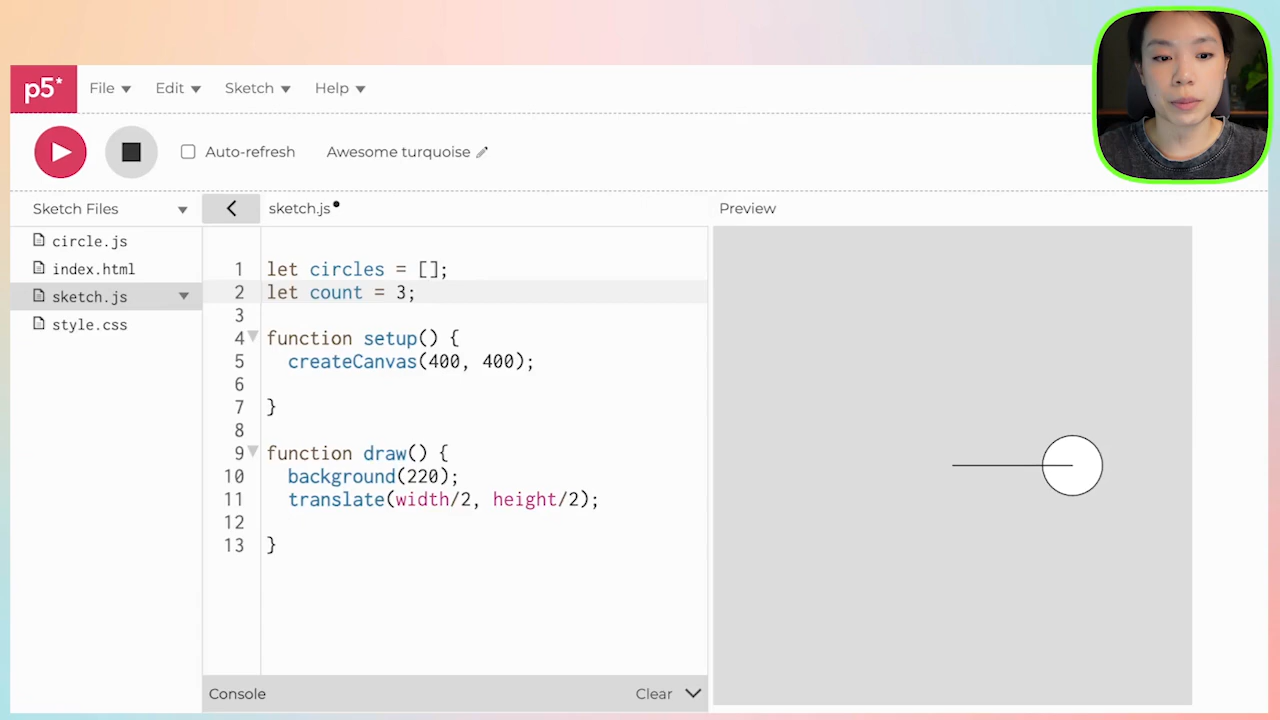 p5*
File
Edit
Sketch
Help
Auto-refresh
Awesome turquoise
Sketch Files
sketch.js
Preview
circle.js
index.html
sketch.js
style.css
1 let circles = [];
2 let count = 3;
3
4 function setup() {
5 createCanvas(400, 400);
6
7 }
8
9 function draw() {
10 background(220);
11 translate(width/2, height/2);
12
13 }
Console
Clear